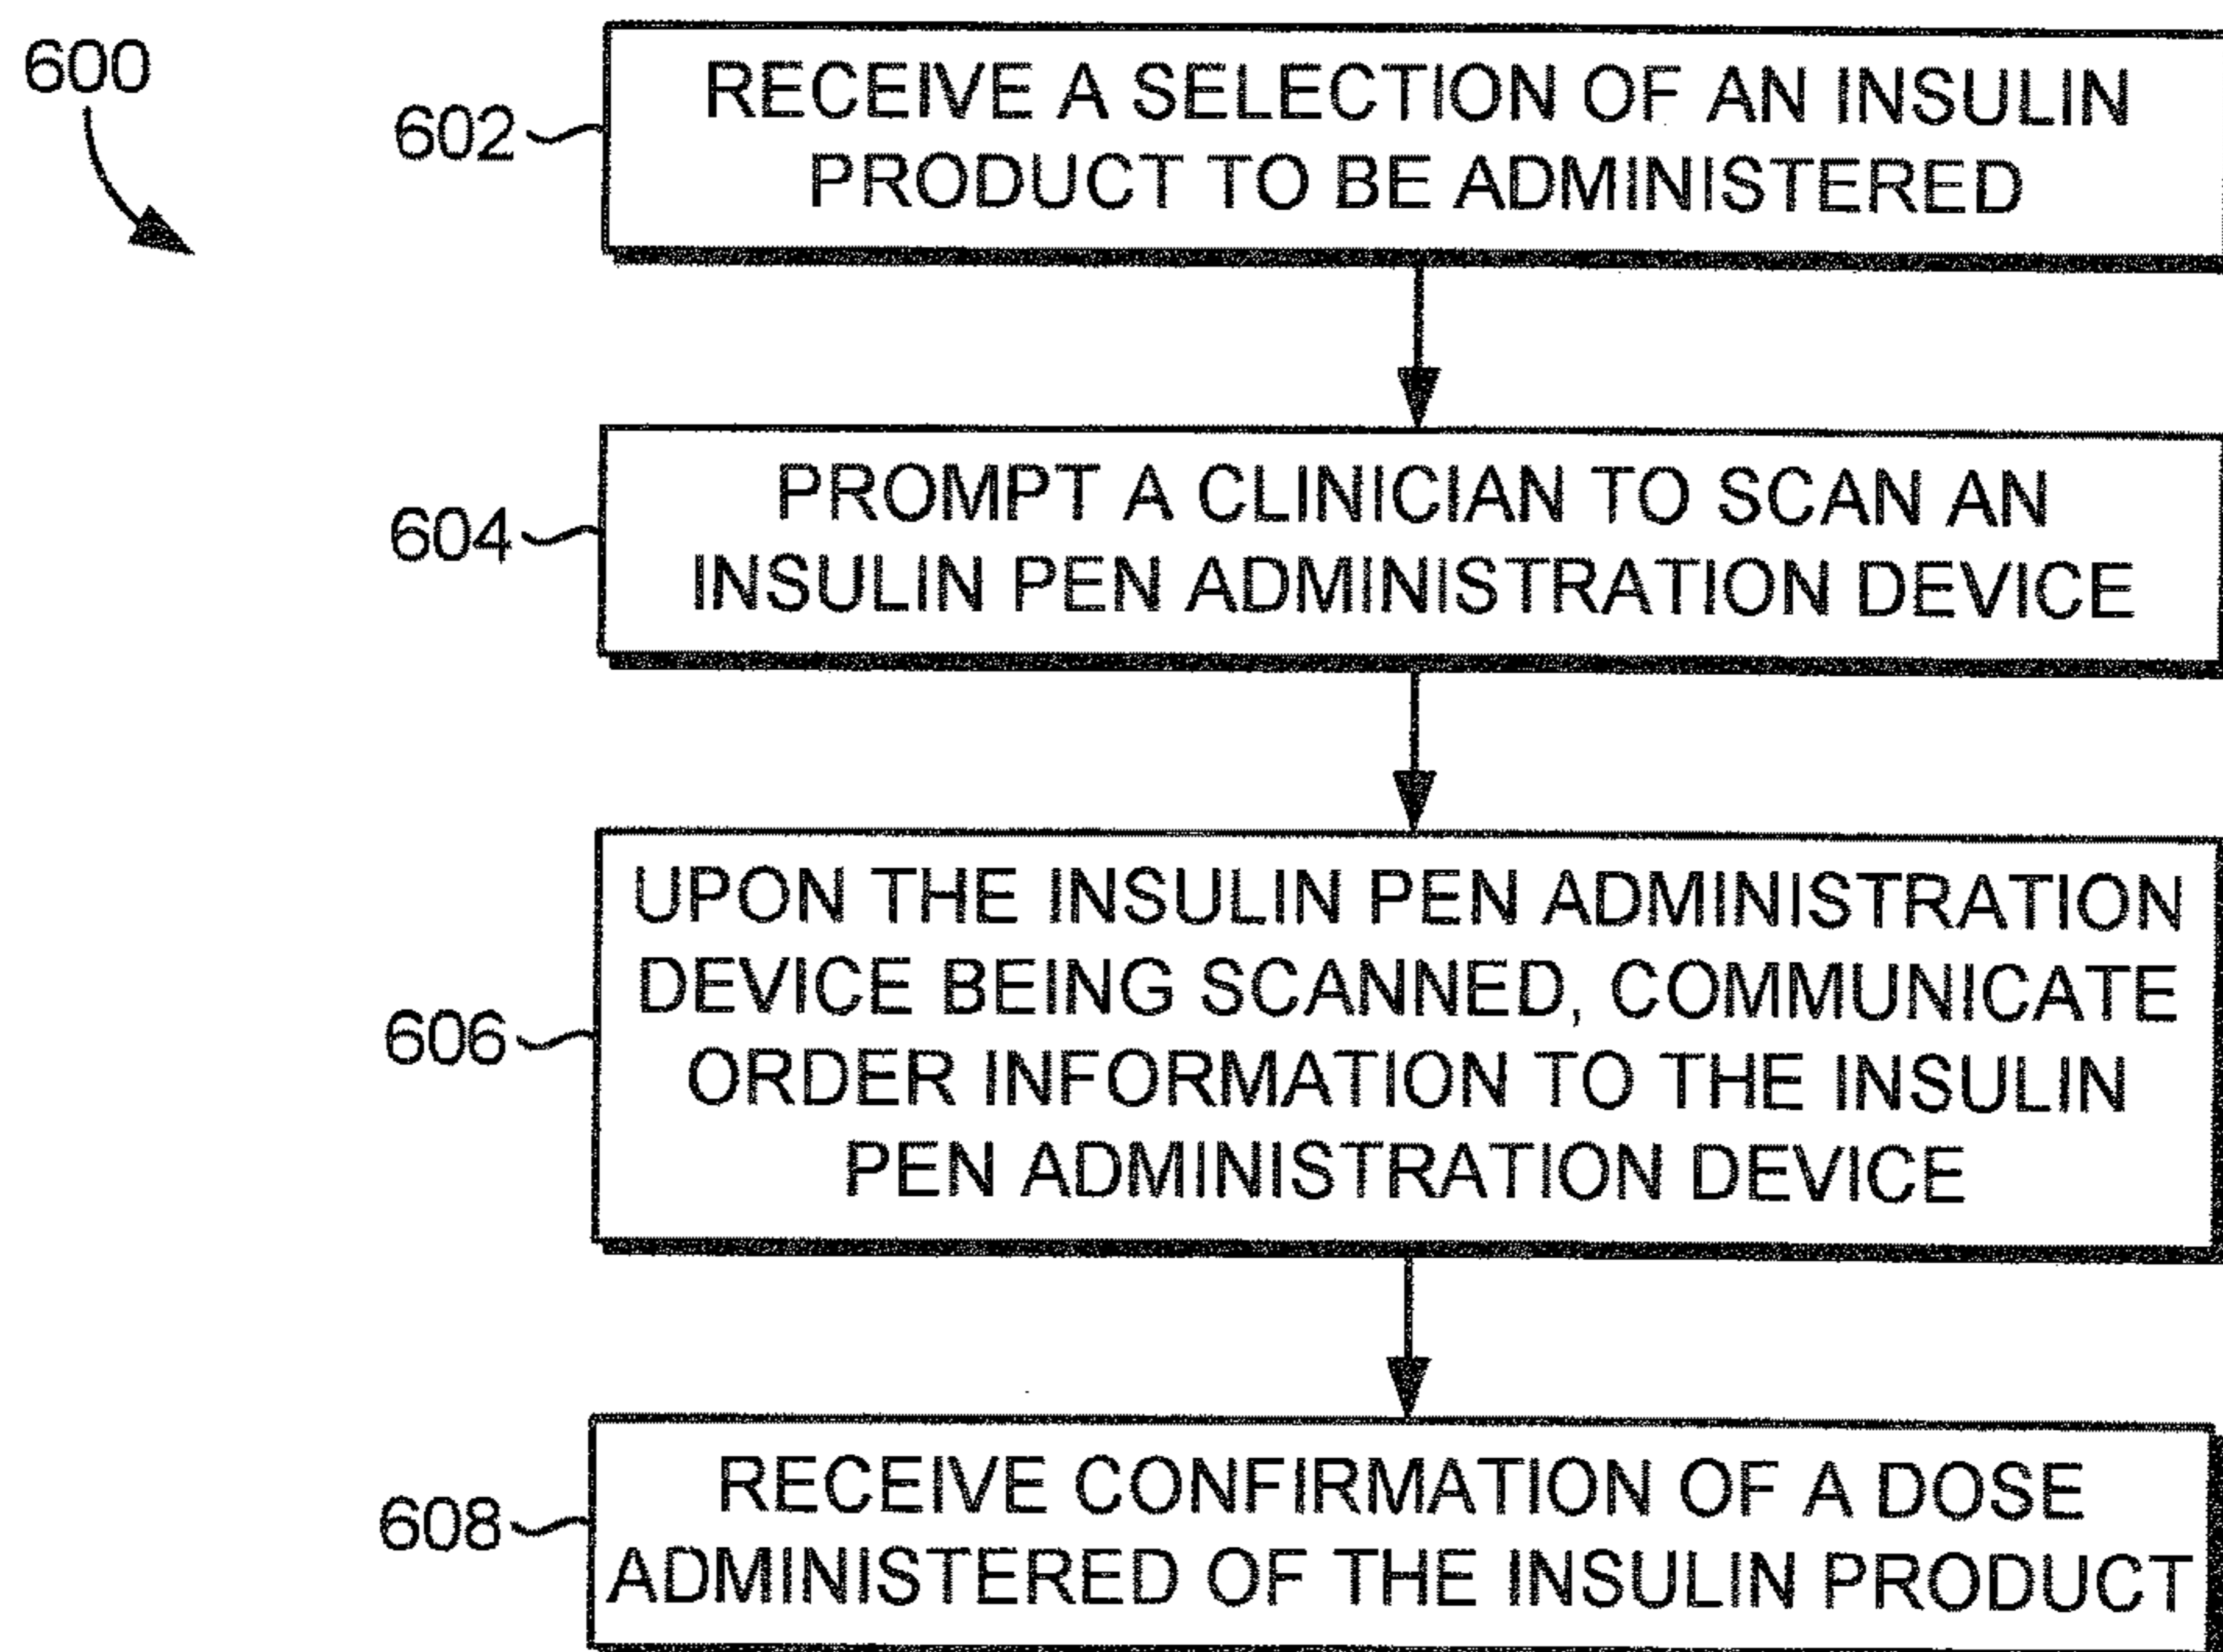 600
602
RECEIVE A SELECTION OF AN INSULIN
PRODUCT TO BE ADMINISTERED
604
PROMPT A CLINICIAN TO SCAN AN
INSULIN PEN ADMINISTRATION DEVICE
606
UPON THE INSULIN PEN ADMINISTRATION
DEVICE BEING SCANNED, COMMUNICATE
ORDER INFORMATION TO THE INSULIN
PEN ADMINISTRATION DEVICE
608
RECEIVE CONFIRMATION OF A DOSE
ADMINISTERED OF THE INSULIN PRODUCT